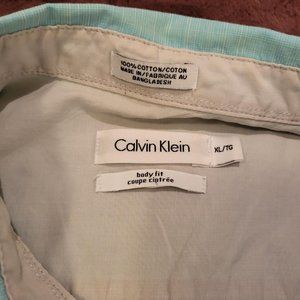 100% COTTON/COTON
MADE IN/FABRIQUE AU
BANGLADESH
Calvin Klein
XL/TG
body fit
coupe cintrée